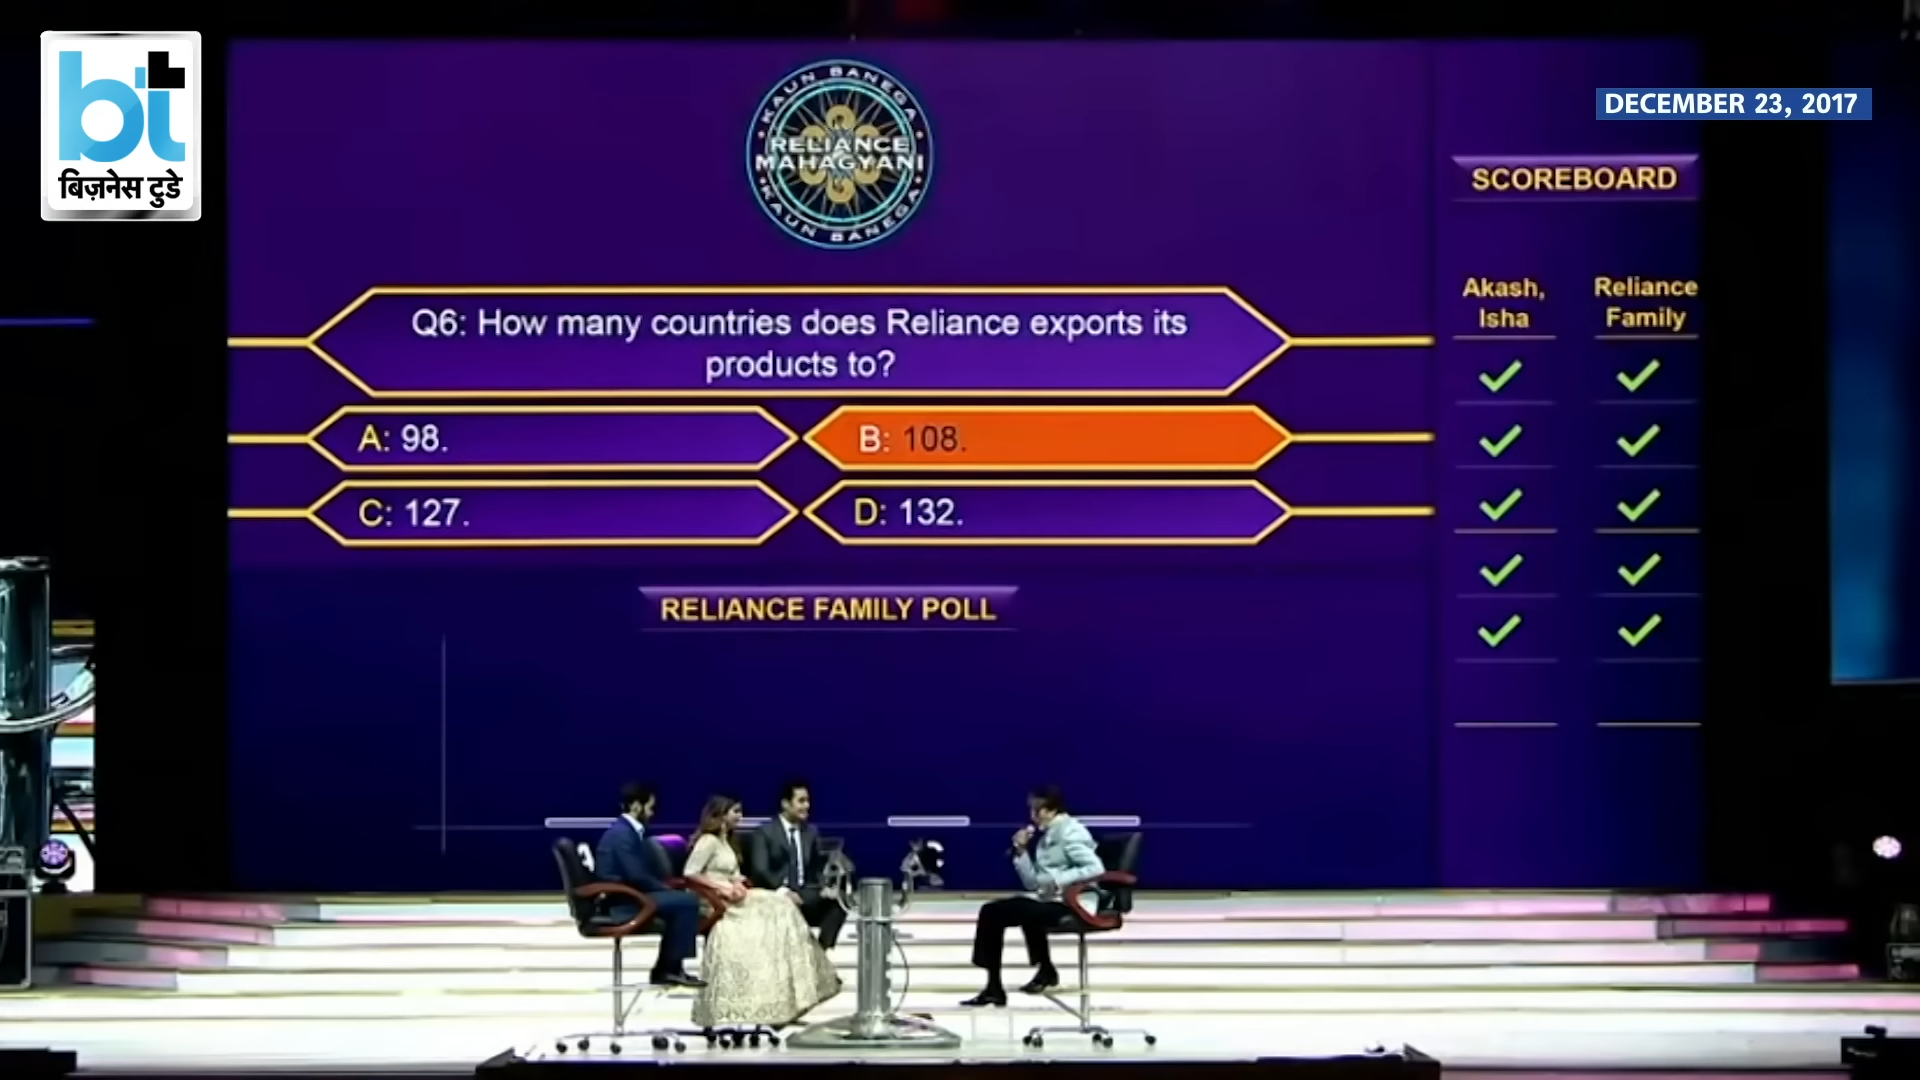 bt
बिज़नेस टुडे
DECEMBER 23, 2017
KAUN BANEGA
RELIANCE
MAHAGYANI
KAUN BANEGA
SCOREBOARD
Akash,
Isha
Reliance
Family
Q6: How many countries does Reliance exports its
products to?
A: 98.
B: 108.
C: 127.
D: 132.
RELIANCE FAMILY POLL